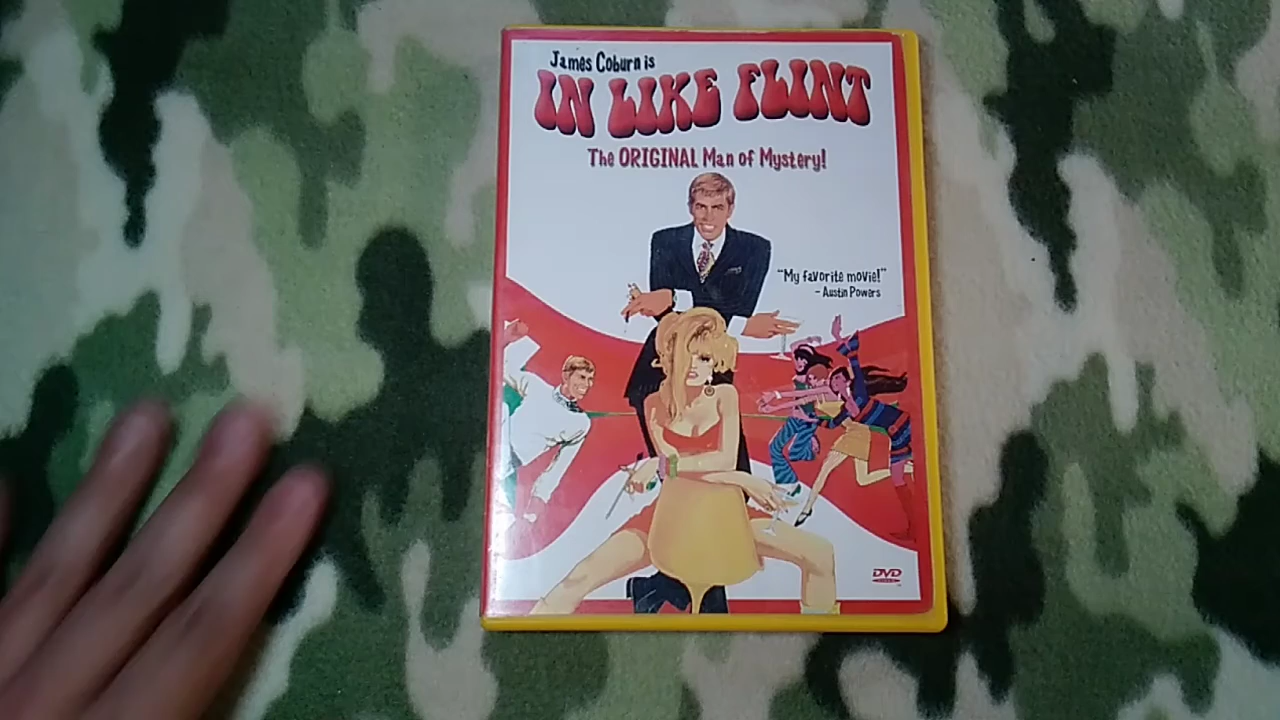 James Coburn is
IN LIKE FLINT
The ORIGINAL Man of Mystery!
"My favorite movie!"
- Austin Powers
DVD